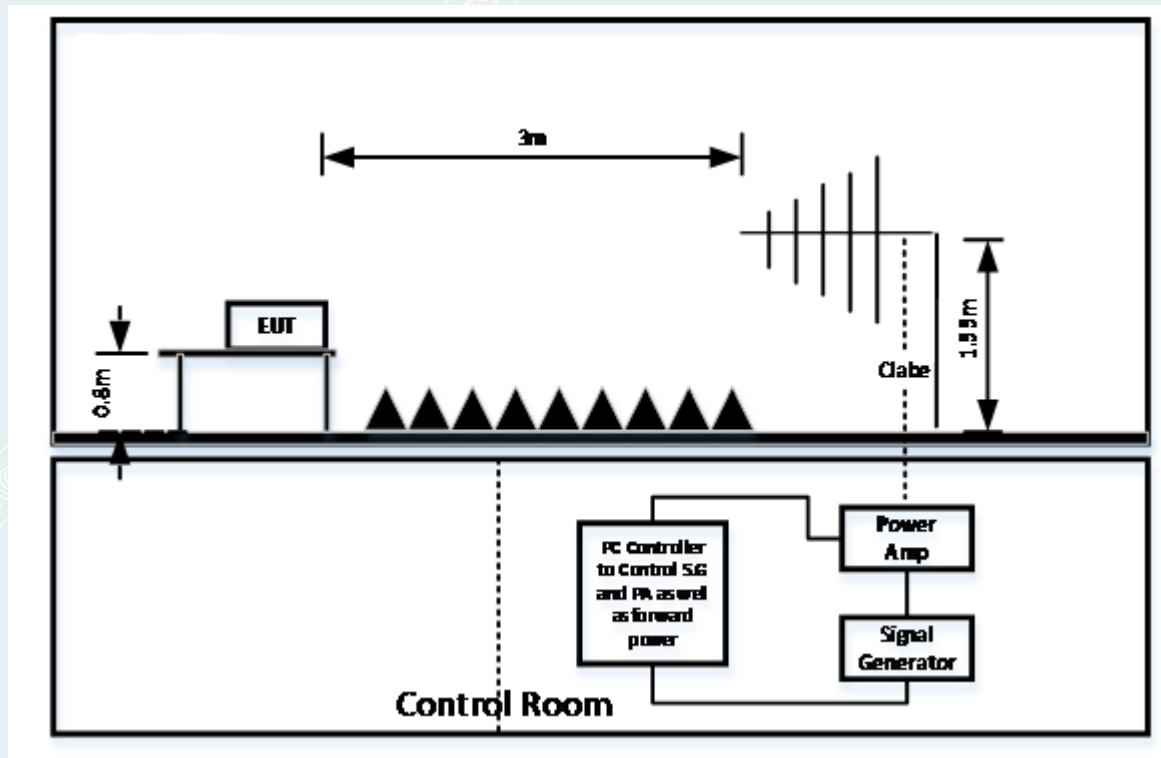 3m
EUT
0.8m
Clabe
1.55m
Power
Amp
PC Controller
to Control S.G
and PA as well
as forward
power
Signal
Generator
Control Room